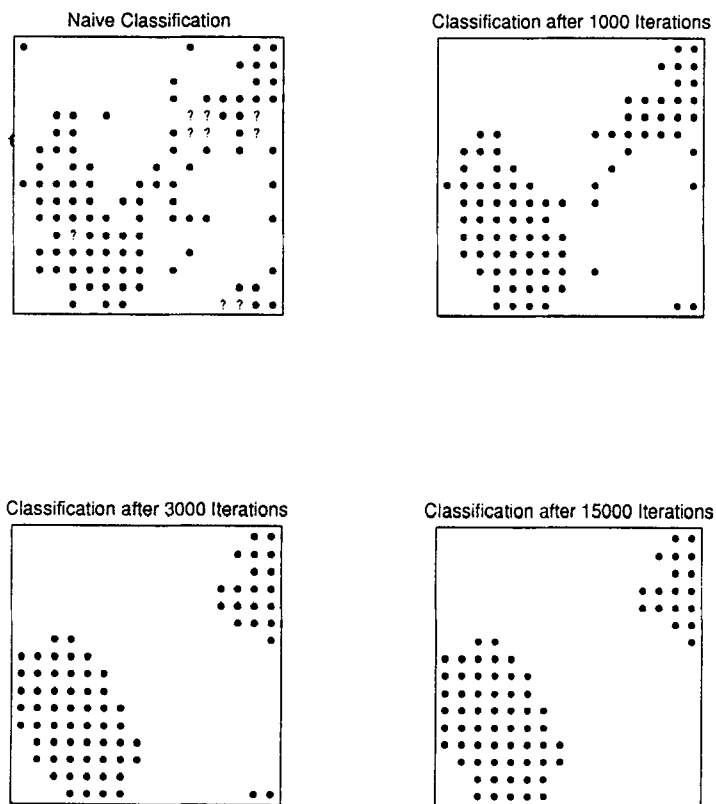 Naive Classification
Classification after 1000 Iterations
? ?
?
? ?
?
?
? ?
Classification after 3000 Iterations
Classification after 15000 Iterations